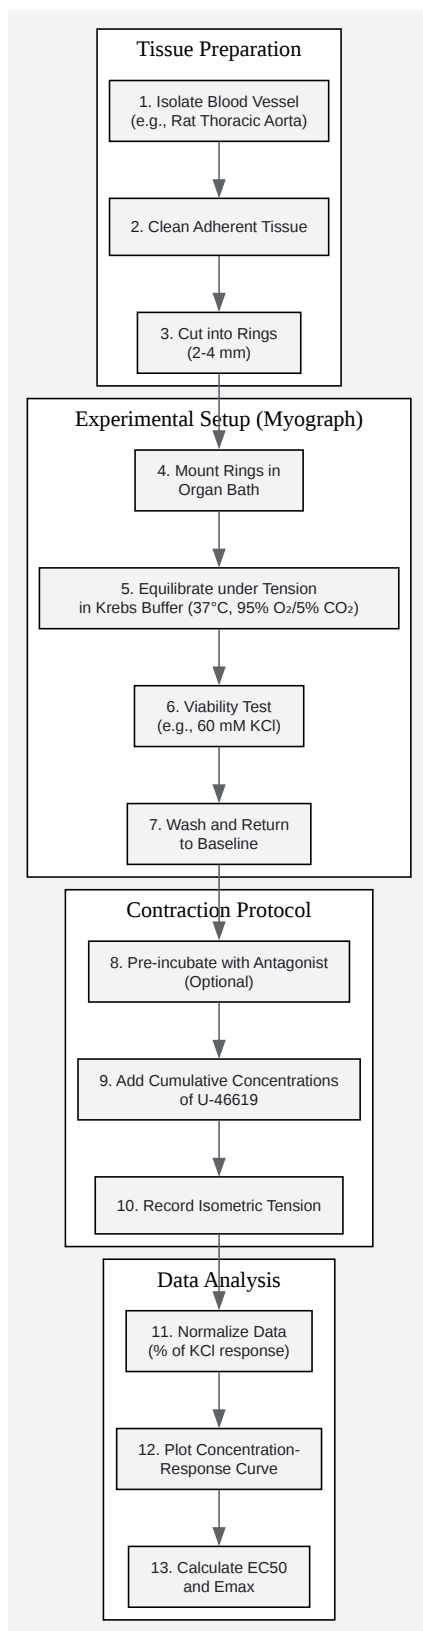 Tissue Preparation
1. Isolate Blood Vessel
(e.g., Rat Thoracic Aorta)
2. Clean Adherent Tissue
3. Cut into Rings
(2-4 mm)
Experimental Setup (Myograph)
4. Mount Rings in
Organ Bath
5. Equilibrate under Tension
in Krebs Buffer (37°C, 95% O₂/5% CO₂)
6. Viability Test
(e.g., 60 mM KCl)
7. Wash and Return
to Baseline
Contraction Protocol
8. Pre-incubate with Antagonist
(Optional)
9. Add Cumulative Concentrations
of U-46619
10. Record Isometric Tension
Data Analysis
11. Normalize Data
(% of KCl response)
12. Plot Concentration-
Response Curve
13. Calculate EC50
and Emax